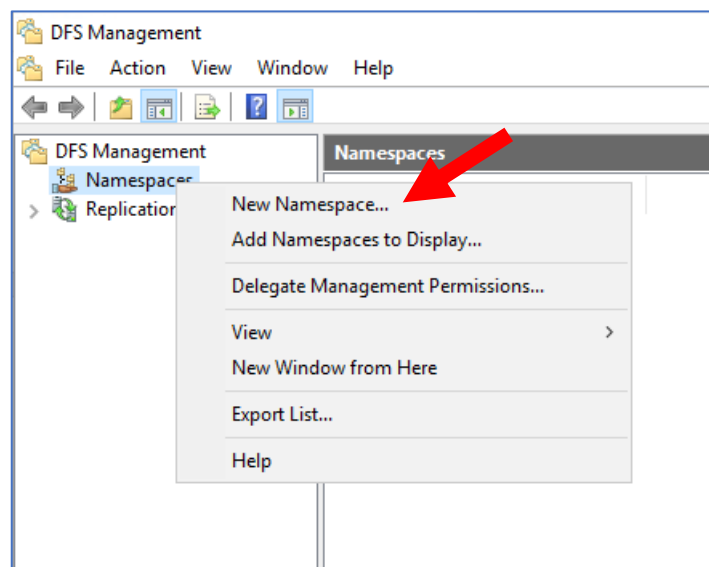 DFS Management
File Action View Window Help
DFS Management
Namespaces
Namespaces
Replication
New Namespace...
Add Namespaces to Display...
Delegate Management Permissions...
View
New Window from Here
Export List...
Help